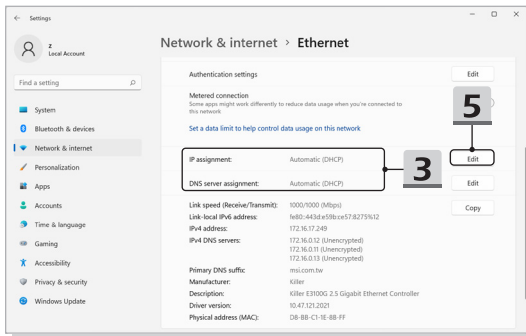 Settings
Network & internet > Ethernet
z
Local Account
Find a setting
System
Bluetooth & devices
Network & internet
Personalization
Apps
Accounts
Time & language
Gaming
Accessibility
Privacy & security
Windows Update
Authentication settings
Edit
Metered connection
Some apps might work differently to reduce data usage when you're connected to
this network
5
Set a data limit to help control data usage on this network
IP assignment: Automatic (DHCP)
Edit
3
DNS server assignment: Automatic (DHCP)
Edit
Link speed (Receive/Transmit): 1000/1000 (Mbps)
Copy
Link-local IPv6 address: fe80::443d:e59b:ce57:8275%12
IPv4 address: 172.16.17.249
IPv4 DNS servers: 172.16.0.12 (Unencrypted)
172.16.0.11 (Unencrypted)
172.16.0.13 (Unencrypted)
Primary DNS suffix: msi.com.tw
Manufacturer: Killer
Description: Killer E3100G 2.5 Gigabit Ethernet Controller
Driver version: 10.47.121.2021
Physical address (MAC): D8-BB-C1-1E-8B-FF